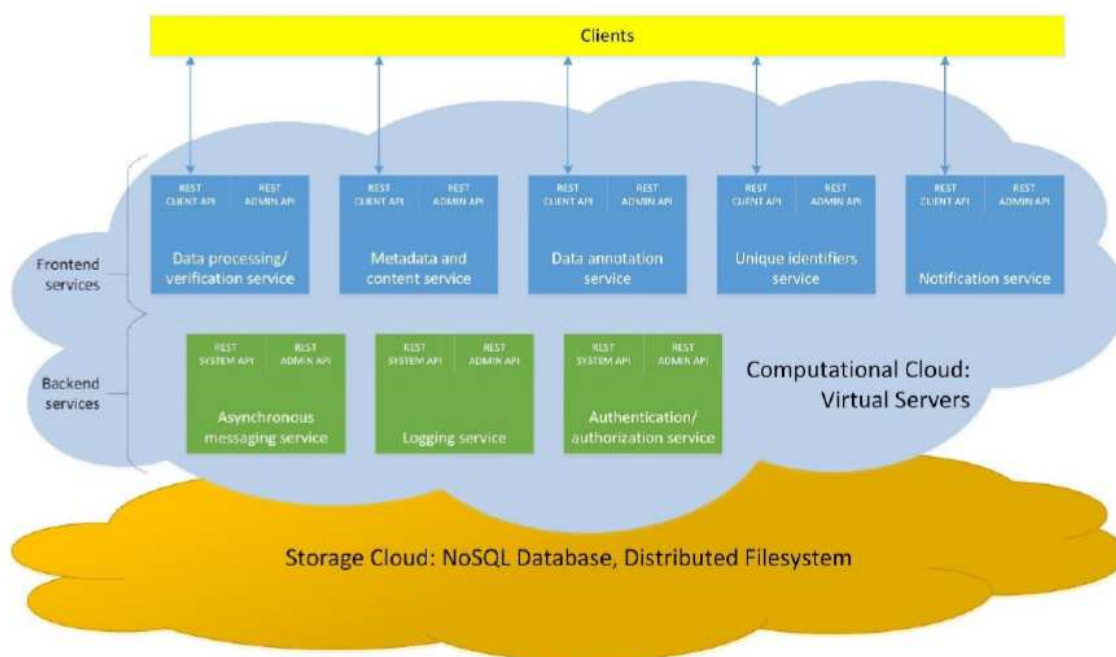 Clients
REST
CLIENT API
REST
ADMIN API
Data processing/
verification service
REST
CLIENT API
REST
ADMIN API
Metadata and
content service
REST
CLIENT API
REST
ADMIN API
Data annotation
service
REST
CLIENT API
REST
ADMIN API
Unique identifiers
service
REST
CLIENT API
REST
ADMIN API
Notification service
Frontend
services
REST
SYSTEM API
REST
ADMIN API
Asynchronous
messaging service
REST
SYSTEM API
REST
ADMIN API
Logging service
REST
SYSTEM API
REST
ADMIN API
Authentication/
authorization service
Backend
services
Computational Cloud:
Virtual Servers
Storage Cloud: NoSQL Database, Distributed Filesystem